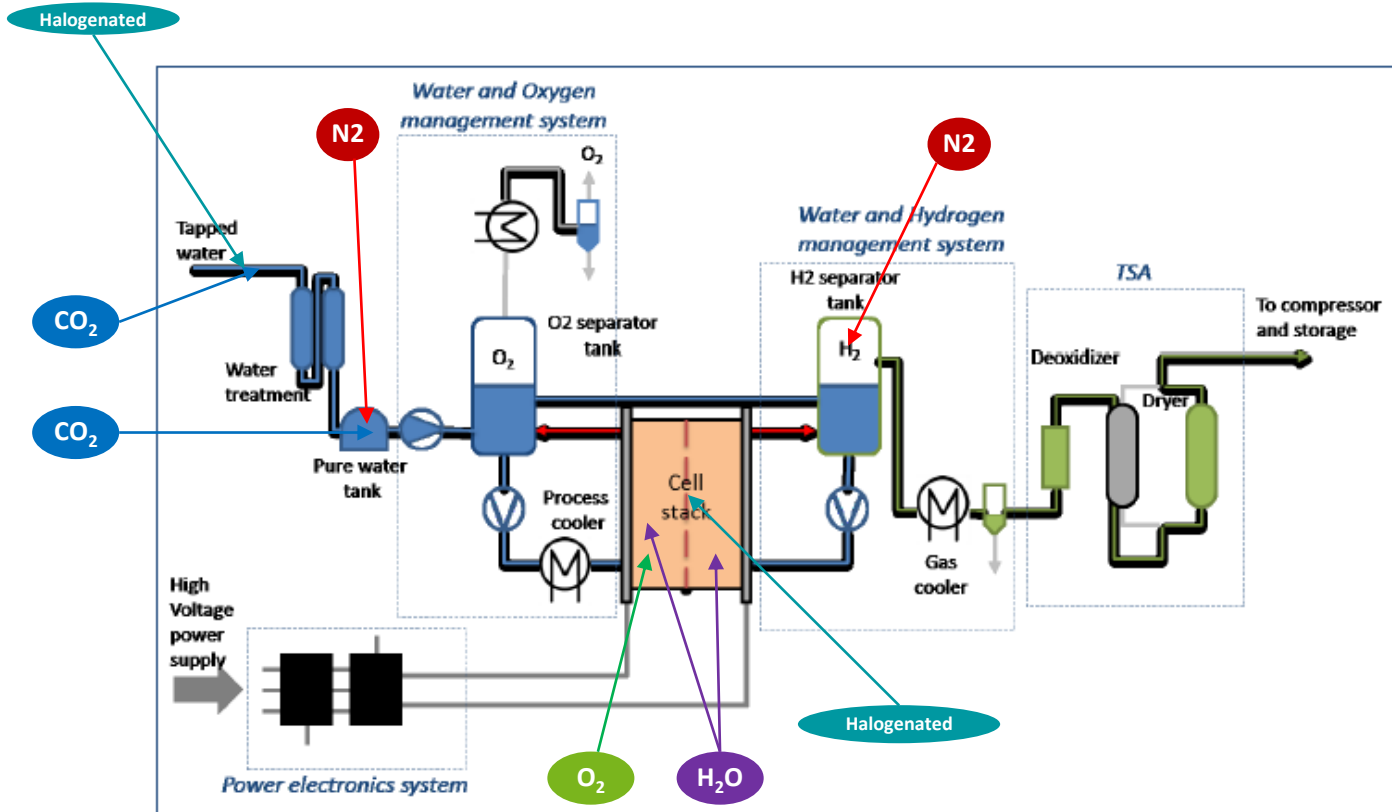 Halogenated
Water and Oxygen
management system
N2
N2
O₂
Tapped
water
Water and Hydrogen
management system
CO₂
H2 separator
tank
TSA
To compressor
and storage
O2 separator
tank
O₂
H₂
Deoxidizer
Water
treatment
Dryer
CO₂
Pure water
tank
Cell
stack
Process
cooler
Gas
cooler
High
Voltage
power
supply
Halogenated
Power electronics system
O₂
H₂O